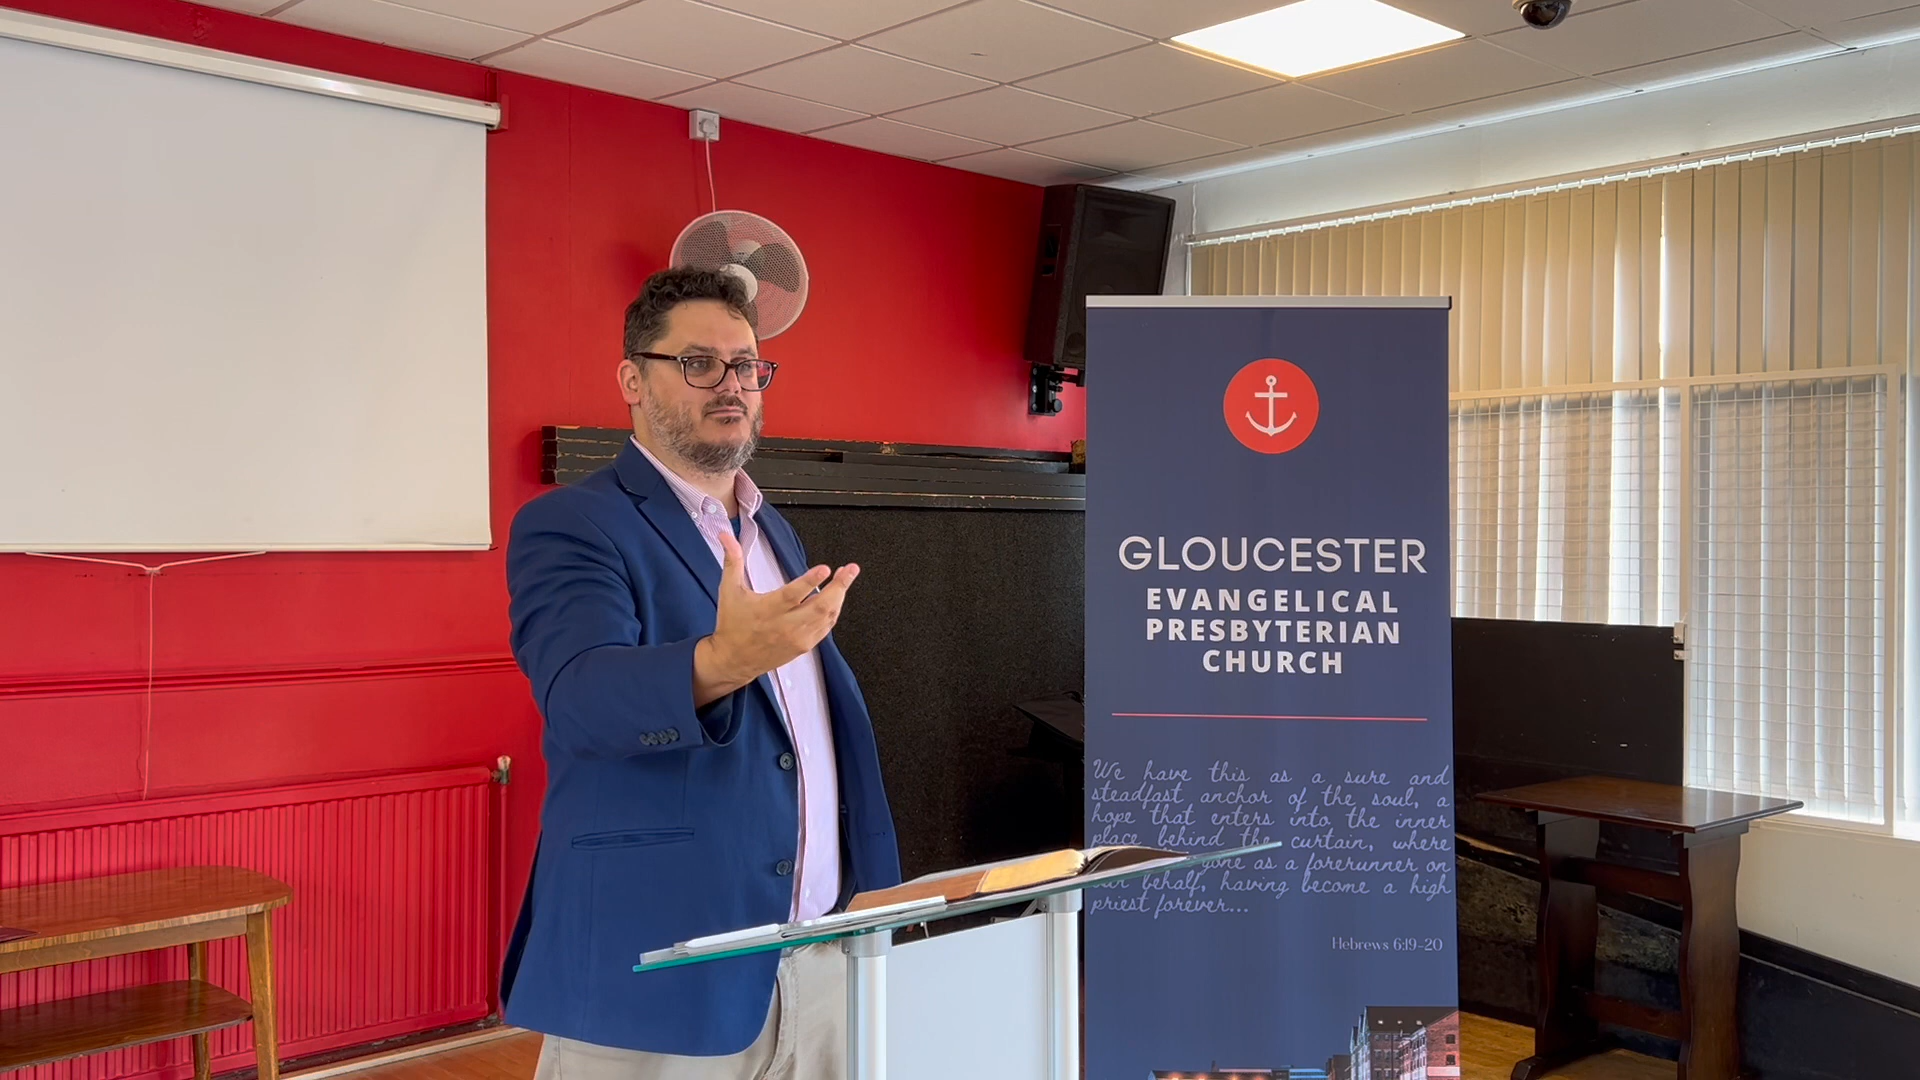 GLOUCESTER
EVANGELICAL
PRESBYTERIAN
CHURCH
We have this as a sure and
steadfast anchor of the soul, a
hope that enters into the inner
place behind the curtain, where
gone as a forerunner on
our behalf, having become a high
priest forever...
Hebrews 6:19-20